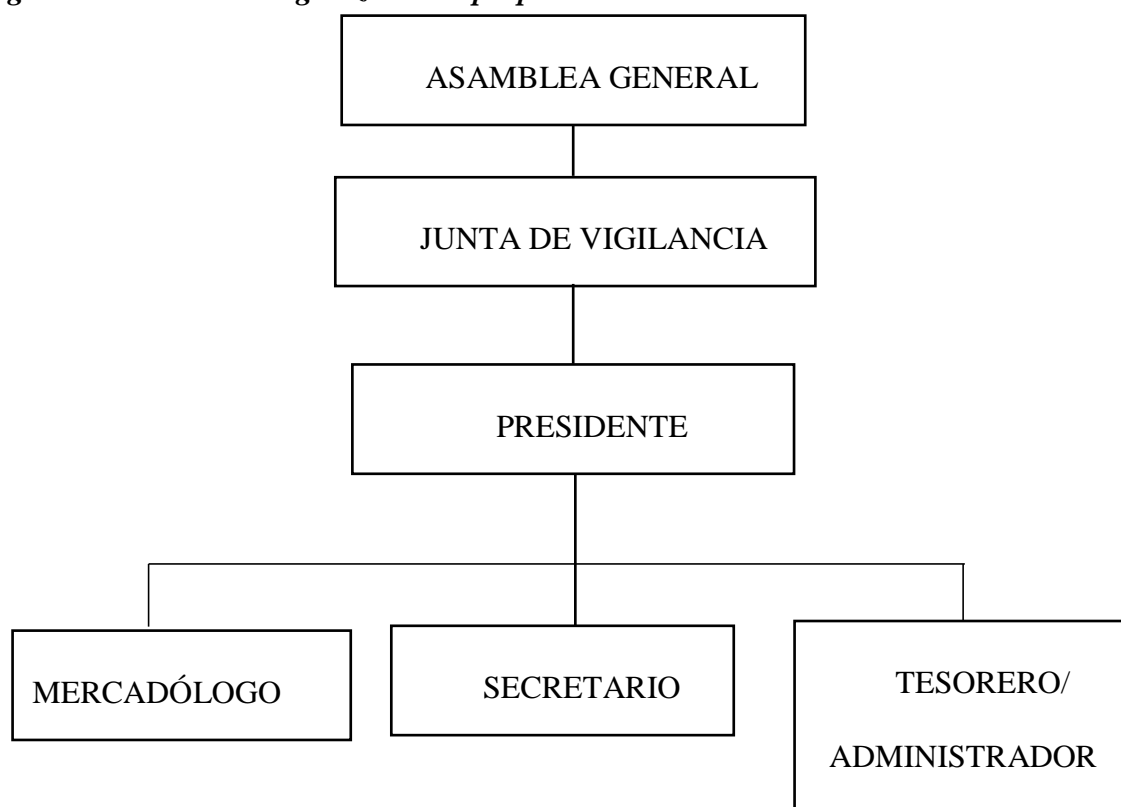 ASAMBLEA GENERAL
JUNTA DE VIGILANCIA
PRESIDENTE
MERCADÓLOGO
SECRETARIO
TESORERO/
ADMINISTRADOR